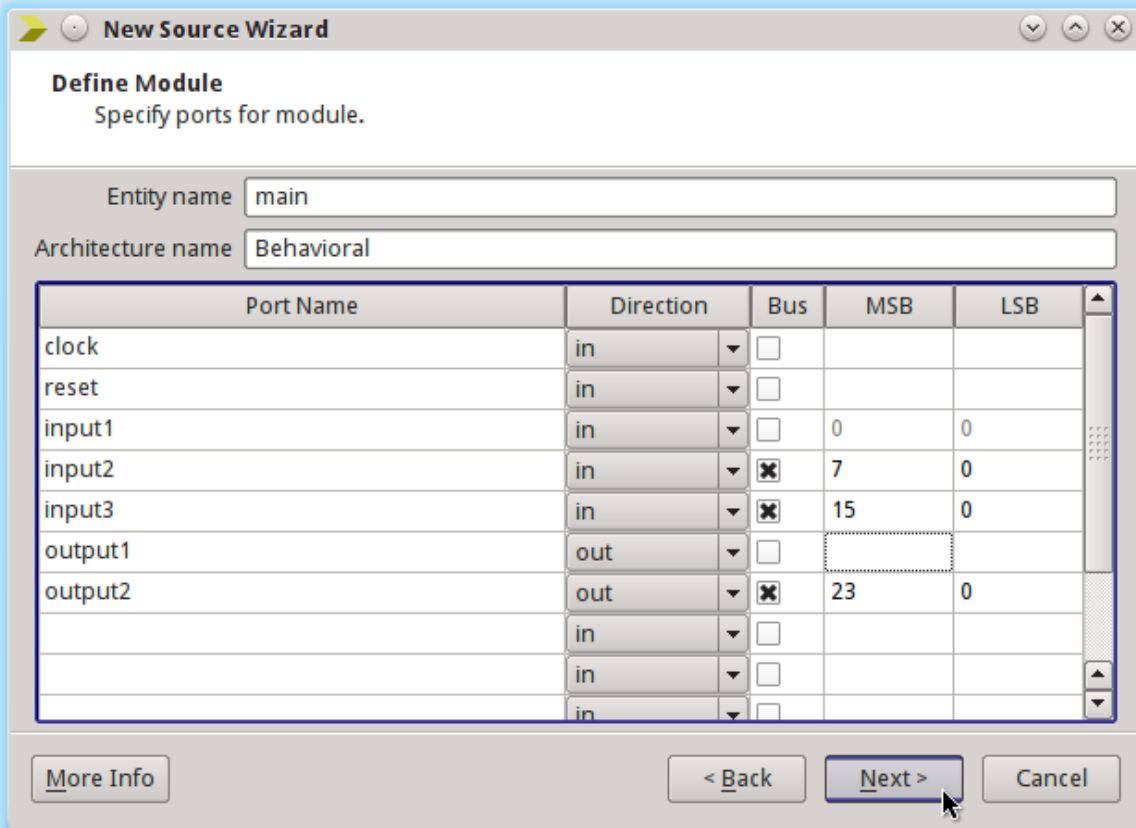 New Source Wizard
Define Module
Specify ports for module.
Entity name main
Architecture name Behavioral
Port Name Direction Bus MSB LSB
clock in
reset in
input1 in 0 0
input2 in 7 0
input3 in 15 0
output1 out
output2 out 23 0
in
in
in
More Info < Back Next > Cancel